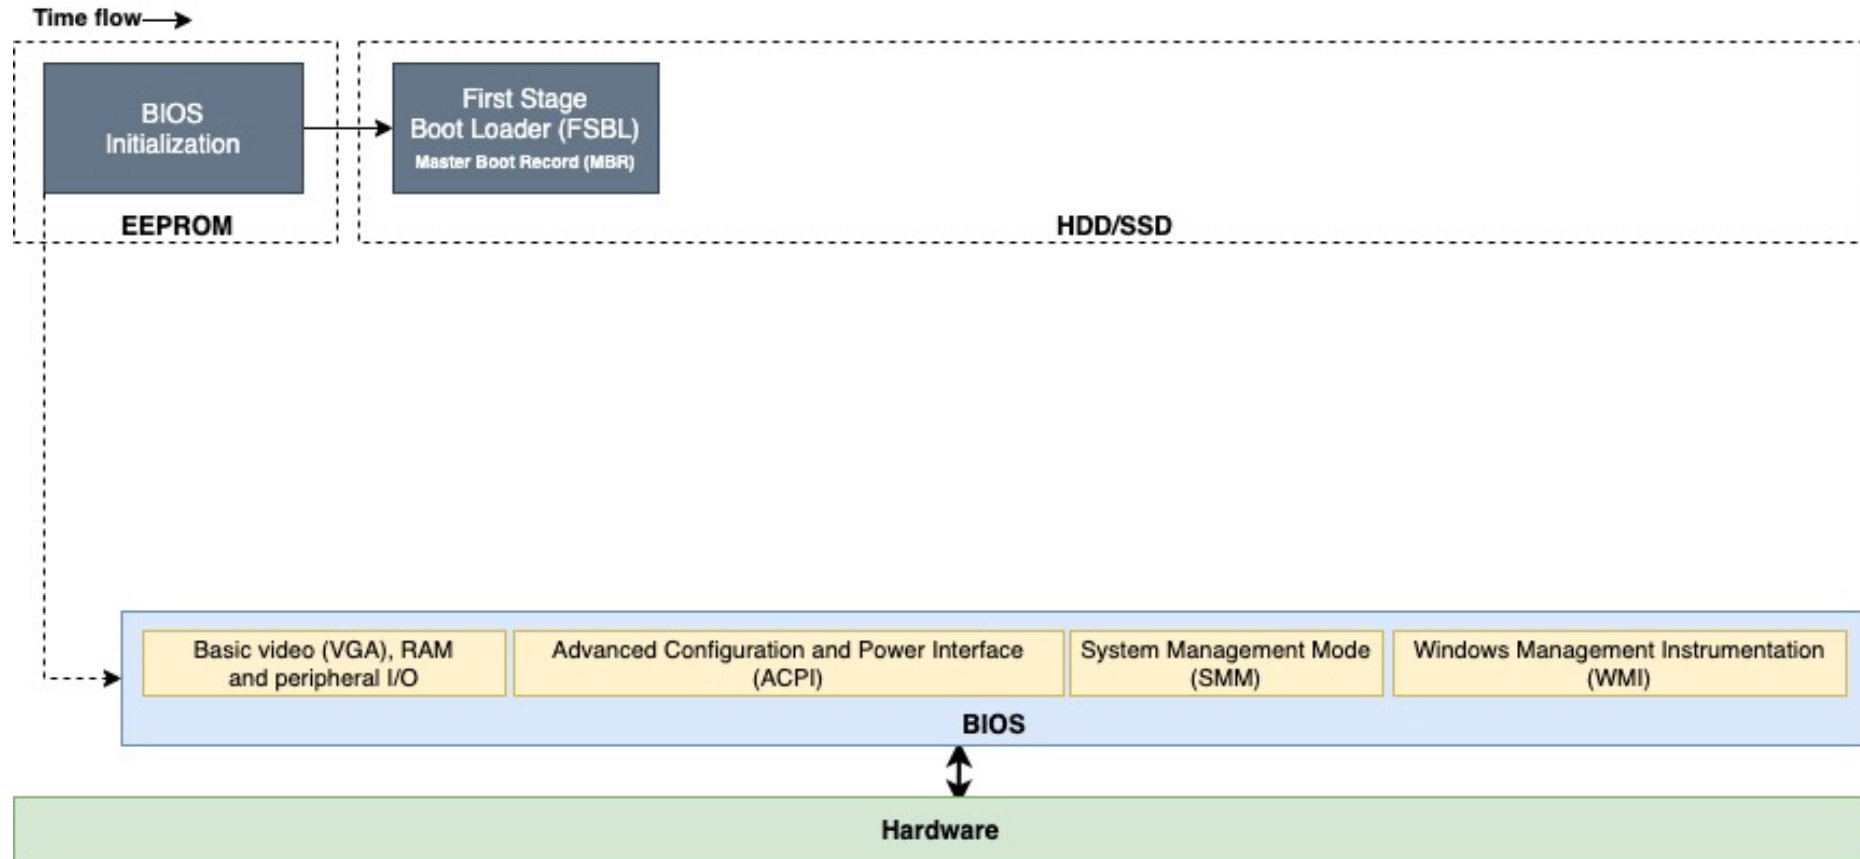 Time flow
BIOS
Initialization
First Stage
Boot Loader (FSBL)
Master Boot Record (MBR)
EEPROM
HDD/SSD
Basic video (VGA), RAM
and peripheral I/O
Advanced Configuration and Power Interface
(ACPI)
System Management Mode
(SMM)
Windows Management Instrumentation
(WMI)
BIOS
Hardware